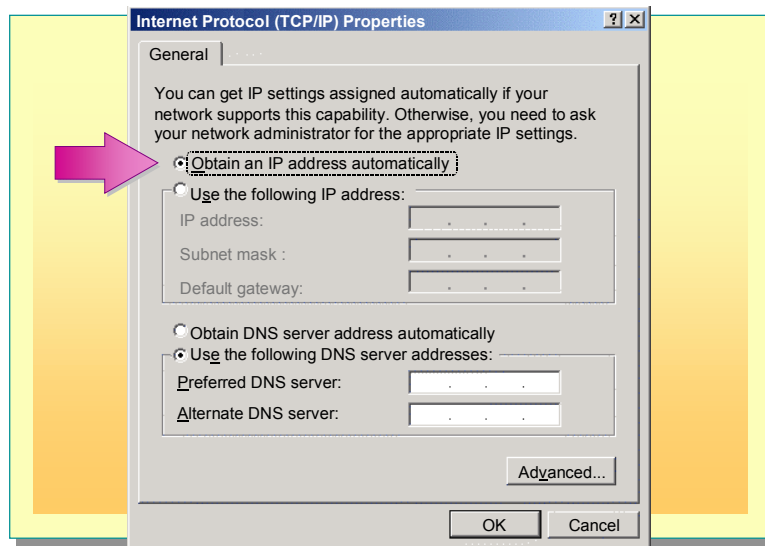 Internet Protocol (TCP/IP) Properties
General
You can get IP settings assigned automatically if your
network supports this capability. Otherwise, you need to ask
your network administrator for the appropriate IP settings.
Obtain an IP address automatically
Use the following IP address:
IP address:
Subnet mask :
Default gateway:
Obtain DNS server address automatically
Use the following DNS server addresses:
Preferred DNS server:
Alternate DNS server:
Advanced...
OK Cancel